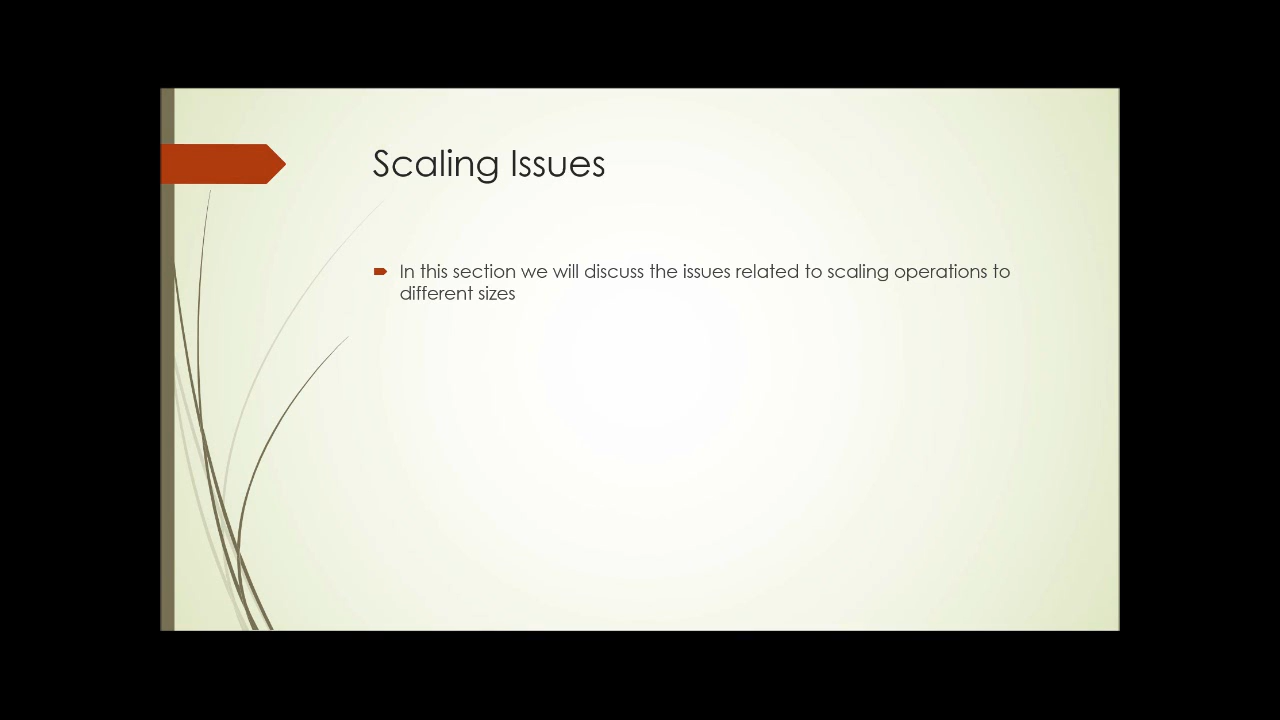 Scaling Issues
In this section we will discuss the issues related to scaling operations to
different sizes